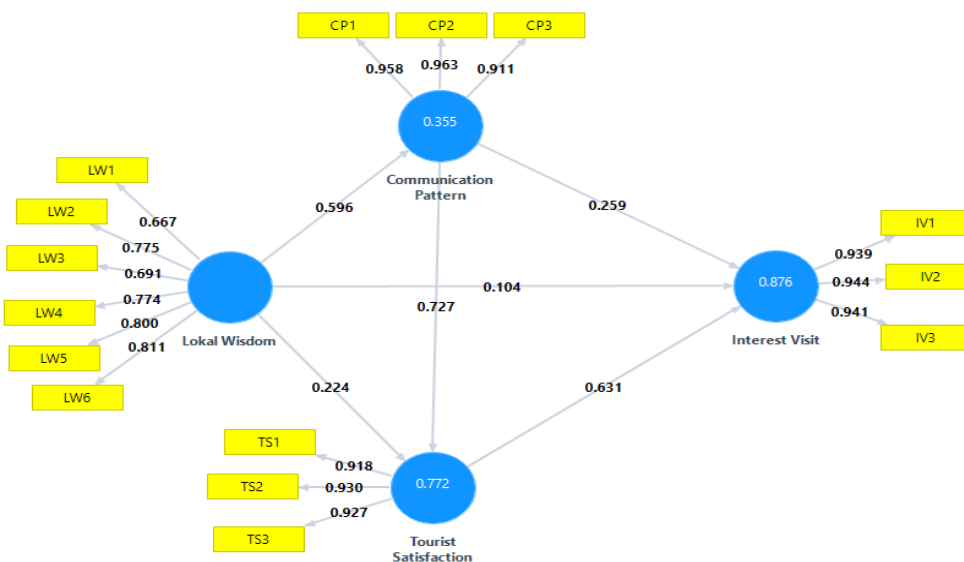 CP1
CP2
CP3
0.958
0.963
0.911
0.355
Communication
Pattern
LW1
LW2
LW3
LW4
LW5
LW6
0.667
0.775
0.691
0.774
0.800
0.811
Lokal Wisdom
0.596
0.259
0.104
0.727
0.224
0.631
IV1
IV2
IV3
0.939
0.944
0.941
0.876
Interest Visit
TS1
TS2
TS3
0.918
0.930
0.927
0.772
Tourist
Satisfaction